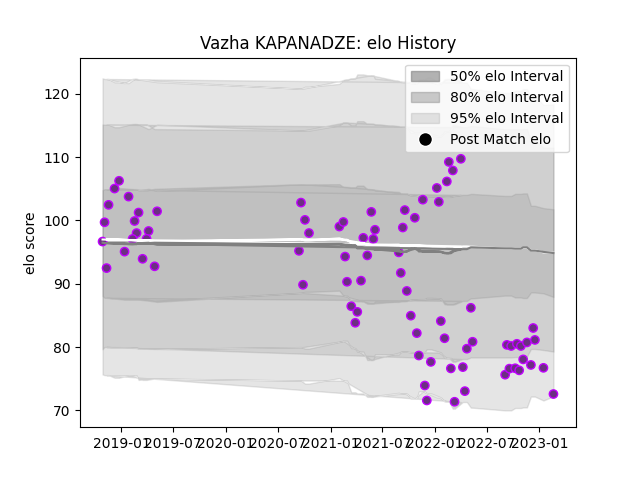 Vazha KAPANADZE: elo History
50% elo Interval
80% elo Interval
95% elo Interval
Post Match elo
elo score
120
110
100
90
80
70
2019-01 2019-07 2020-01 2020-07 2021-01 2021-07 2022-01 2022-07 2023-01